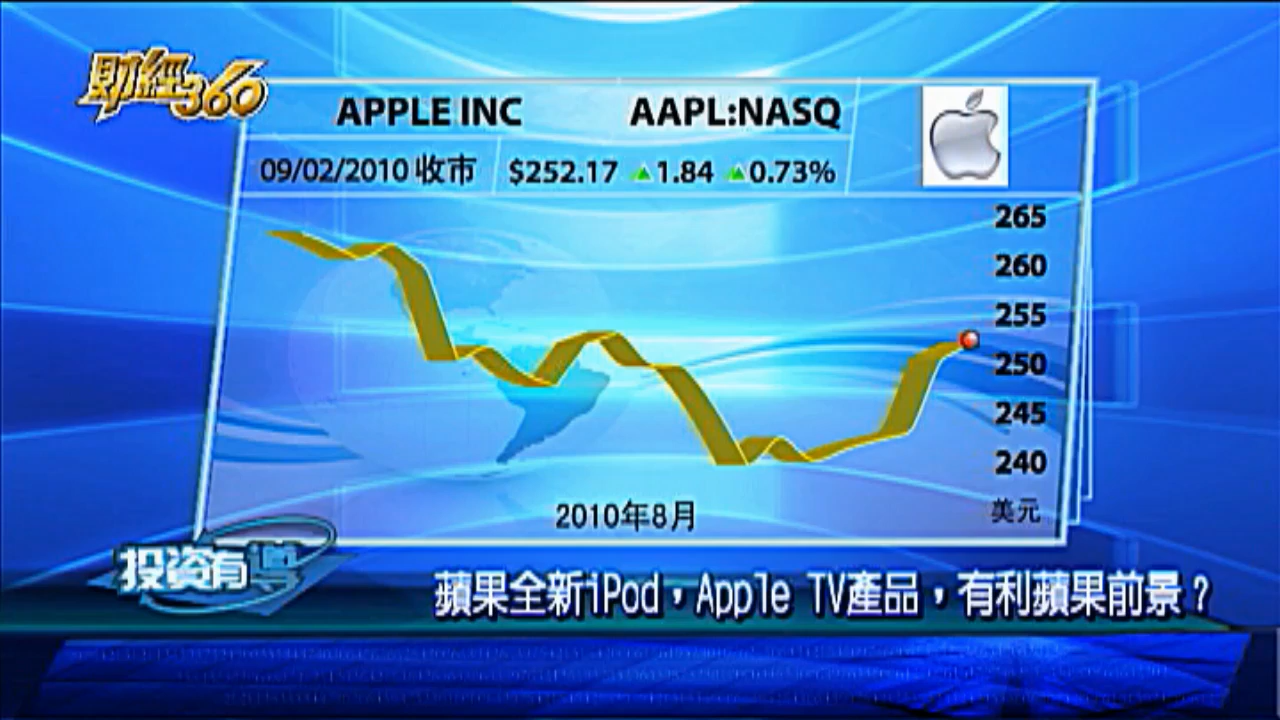 財經360
APPLE INC AAPL:NASQ
09/02/2010 收市 $252.17 ▲1.84 ▲0.73%
265
260
255
250
245
240
美元
2010年8月
投資有道
蘋果全新iPod，Apple TV產品，有利蘋果前景？